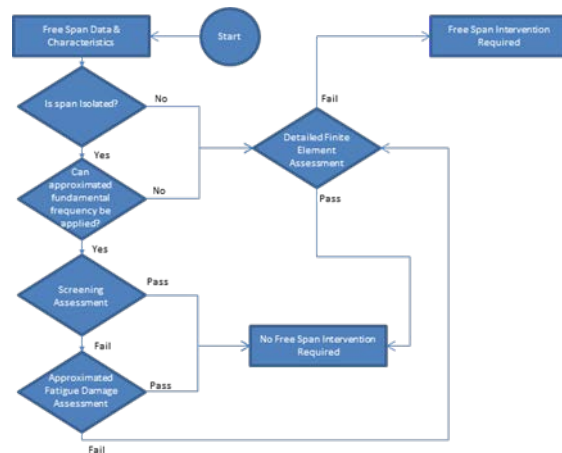 Free Span Data &
Characteristics
Start
Free Span Intervention
Required
Is span Isolated?
No
Fail
Detailed Finite
Element
Assessment
Yes
Can
approximated
fundamental
frequency be
applied?
No
Pass
Yes
Screening
Assessment
Pass
No Free Span Intervention
Required
Fail
Approximated
Fatigue Damage
Assessment
Pass
Fail